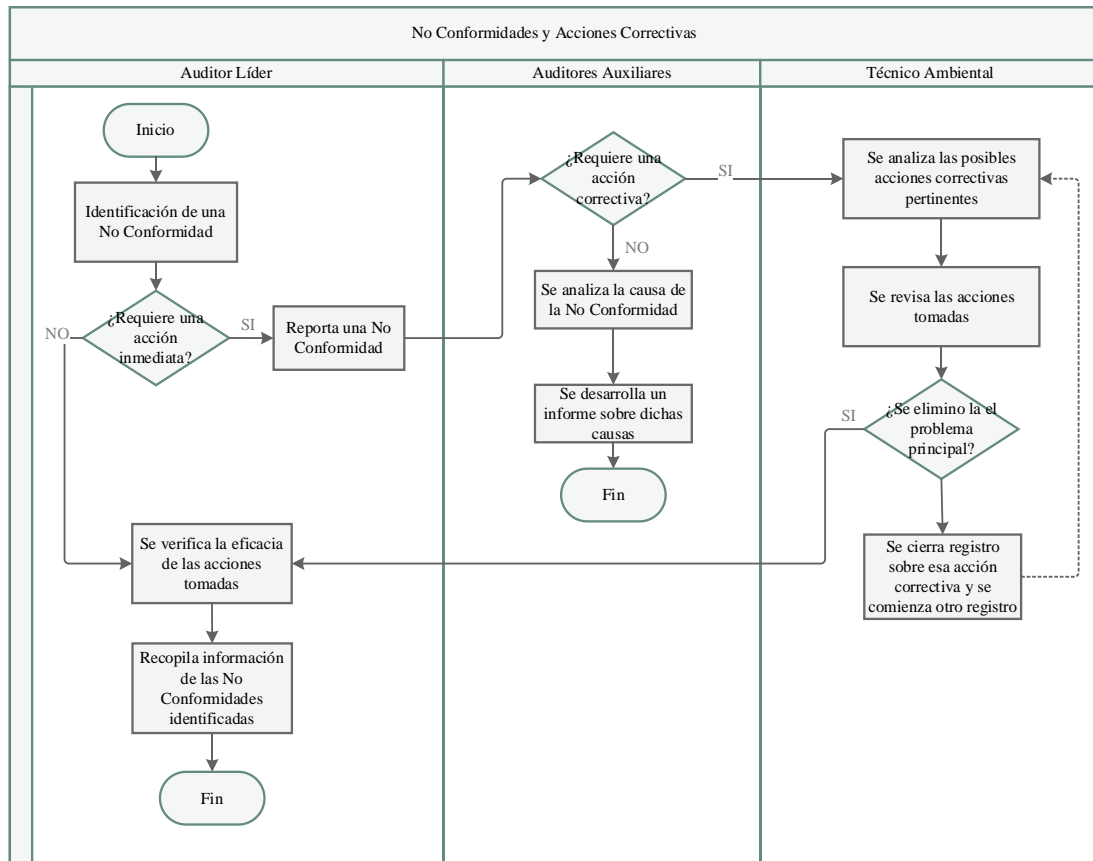 No Conformidades y Acciones Correctivas
Auditor Líder
Auditores Auxiliares
Técnico Ambiental
Inicio
Identificación de una
No Conformidad
¿Requiere una
acción
inmediata?
NO
SI
Reporta una No
Conformidad
Se verifica la eficacia
de las acciones
tomadas
Recopila información
de las No
Conformidades
identificadas
Fin
¿Requiere una
acción
correctiva?
SI
NO
Se analiza la causa de
la No Conformidad
Se desarrolla un
informe sobre dichas
causas
Fin
Se analiza las posibles
acciones correctivas
pertinentes
Se revisa las acciones
tomadas
¿Se elimino la el
problema
principal?
SI
Se cierra registro
sobre esa acción
correctiva y se
comienza otro registro